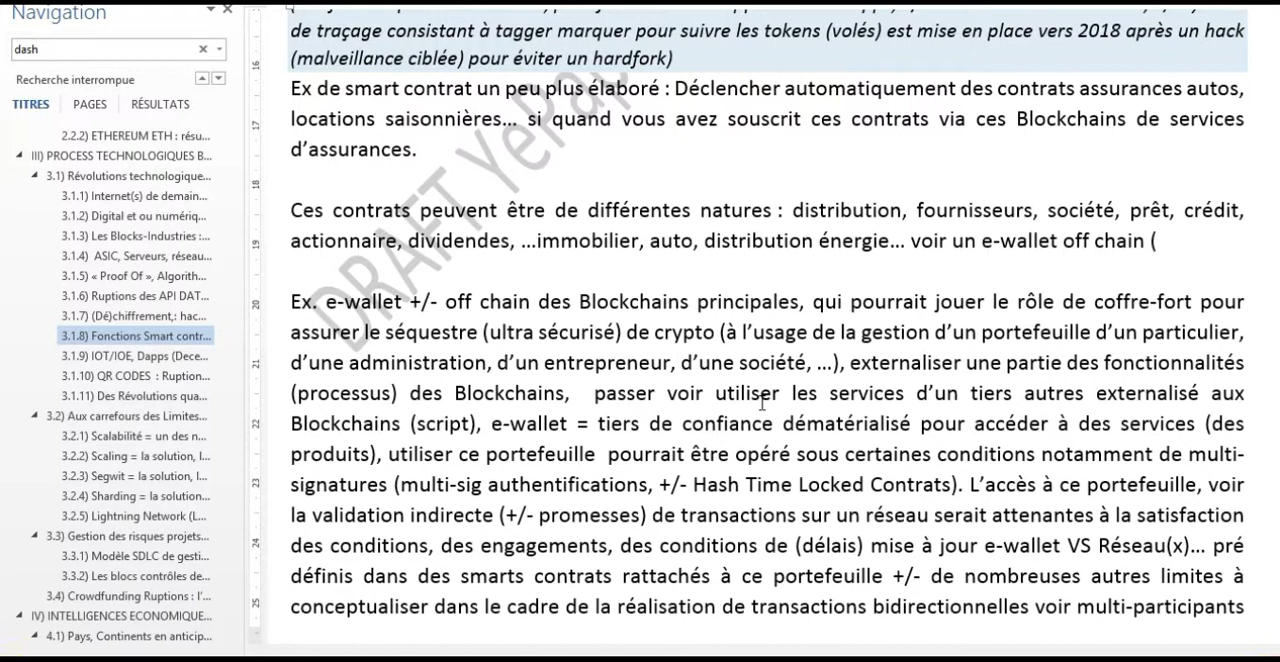 Navigation
dash
Recherche interrompue
TITRES PAGES RÉSULTATS
2.2.2) ETHEREUM ETH : résu...
III) PROCESS TECHNOLOGIQUES B...
3.1) Révolutions technologique...
3.1.1) Internet(s) de demain...
3.1.2) Digital et ou numériq...
3.1.3) Les Blocks-Industries :...
3.1.4) ASIC, Serveurs, réseau...
3.1.5) « Proof Of », Algorith...
3.1.6) Ruptions des API DAT...
3.1.7) (Dé)chiffrement,: hac...
3.1.8) Fonctions Smart contr...
3.1.9) IOT/IOE, Dapps (Dece...
3.1.10) QR CODES : Ruption...
3.1.11) Des Révolutions qua...
3.2) Aux carrefours des Limites...
3.2.1) Scalabilité = un des n...
3.2.2) Scaling = la solution, l...
3.2.3) Segwit = la solution, l...
3.2.4) Sharding = la solution...
3.2.5) Lightning Network (L...
3.3) Gestion des risques projets...
3.3.1) Modèle SDLC de gesti...
3.3.2) Les blocs contrôles de...
3.4) Crowdfunding Ruptions : l'...
IV) INTELLIGENCES ECONOMIQUE...
4.1) Pays, Continents en anticip...
16
17
18
19
20
21
22
23
24
25
de traçage consistant à tagger marquer pour suivre les tokens (volés) est mise en place vers 2018 après un hack
(malveillance ciblée) pour éviter un hardfork)
Ex de smart contrat un peu plus élaboré : Déclencher automatiquement des contrats assurances autos,
locations saisonnières... si quand vous avez souscrit ces contrats via ces Blockchains de services
d'assurances.
Ces contrats peuvent être de différentes natures : distribution, fournisseurs, société, prêt, crédit,
actionnaire, dividendes, ...immobilier, auto, distribution énergie... voir un e-wallet off chain (
Ex. e-wallet +/- off chain des Blockchains principales, qui pourrait jouer le rôle de coffre-fort pour
assurer le séquestre (ultra sécurisé) de crypto (à l'usage de la gestion d'un portefeuille d'un particulier,
d'une administration, d'un entrepreneur, d'une société, ...), externaliser une partie des fonctionnalités
(processus) des Blockchains, passer voir utiliser les services d'un tiers autres externalisé aux
Blockchains (script), e-wallet = tiers de confiance dématérialisé pour accéder à des services (des
produits), utiliser ce portefeuille pourrait être opéré sous certaines conditions notamment de multi-
signatures (multi-sig authentifications, +/- Hash Time Locked Contrats). L'accès à ce portefeuille, voir
la validation indirecte (+/- promesses) de transactions sur un réseau serait attenantes à la satisfaction
des conditions, des engagements, des conditions de (délais) mise à jour e-wallet VS Réseau(x)... pré
définis dans des smarts contrats rattachés à ce portefeuille +/- de nombreuses autres limites à
conceptualiser dans le cadre de la réalisation de transactions bidirectionnelles voir multi-participants
DRAFT YePa